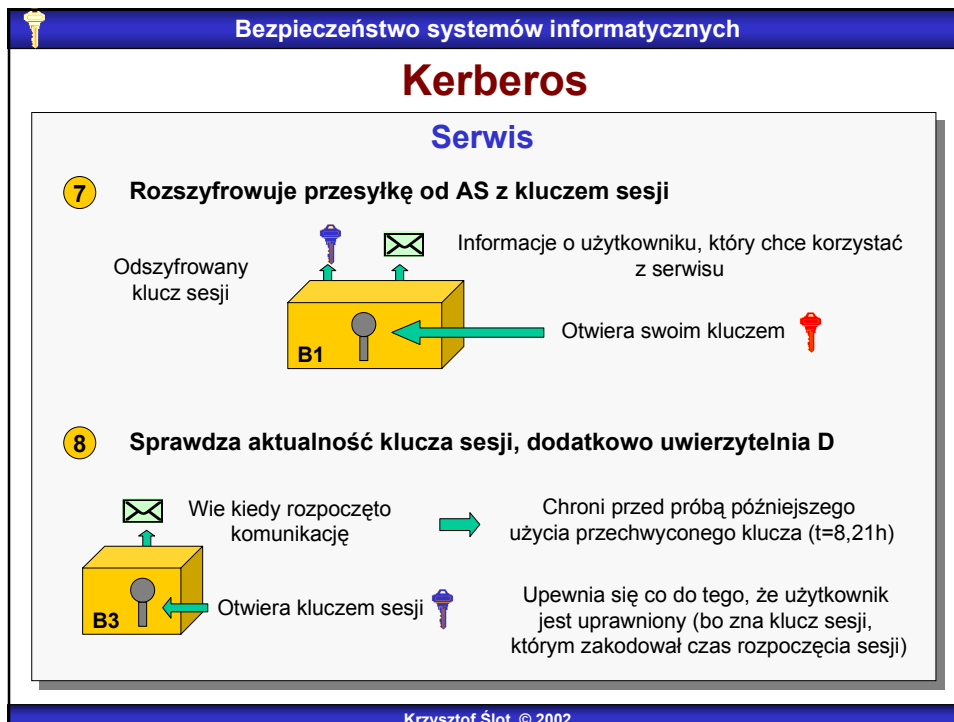 Bezpieczeństwo systemów informatycznych
Kerberos
Serwis
7 Rozszyfrowuje przesyłkę od AS z kluczem sesji
Odszyfrowany
klucz sesji
Informacje o użytkowniku, który chce korzystać
z serwisu
Otwiera swoim kluczem
B1
8 Sprawdza aktualność klucza sesji, dodatkowo uwierzytelnia D
Wie kiedy rozpoczęto
komunikację
Chroni przed próbą późniejszego
użycia przechwyconego klucza (t=8,21h)
B3
Otwiera kluczem sesji
Upewnia się co do tego, że użytkownik
jest uprawniony (bo zna klucz sesji,
którym zakodował czas rozpoczęcia sesji)
Krzysztof Ślot, © 2002